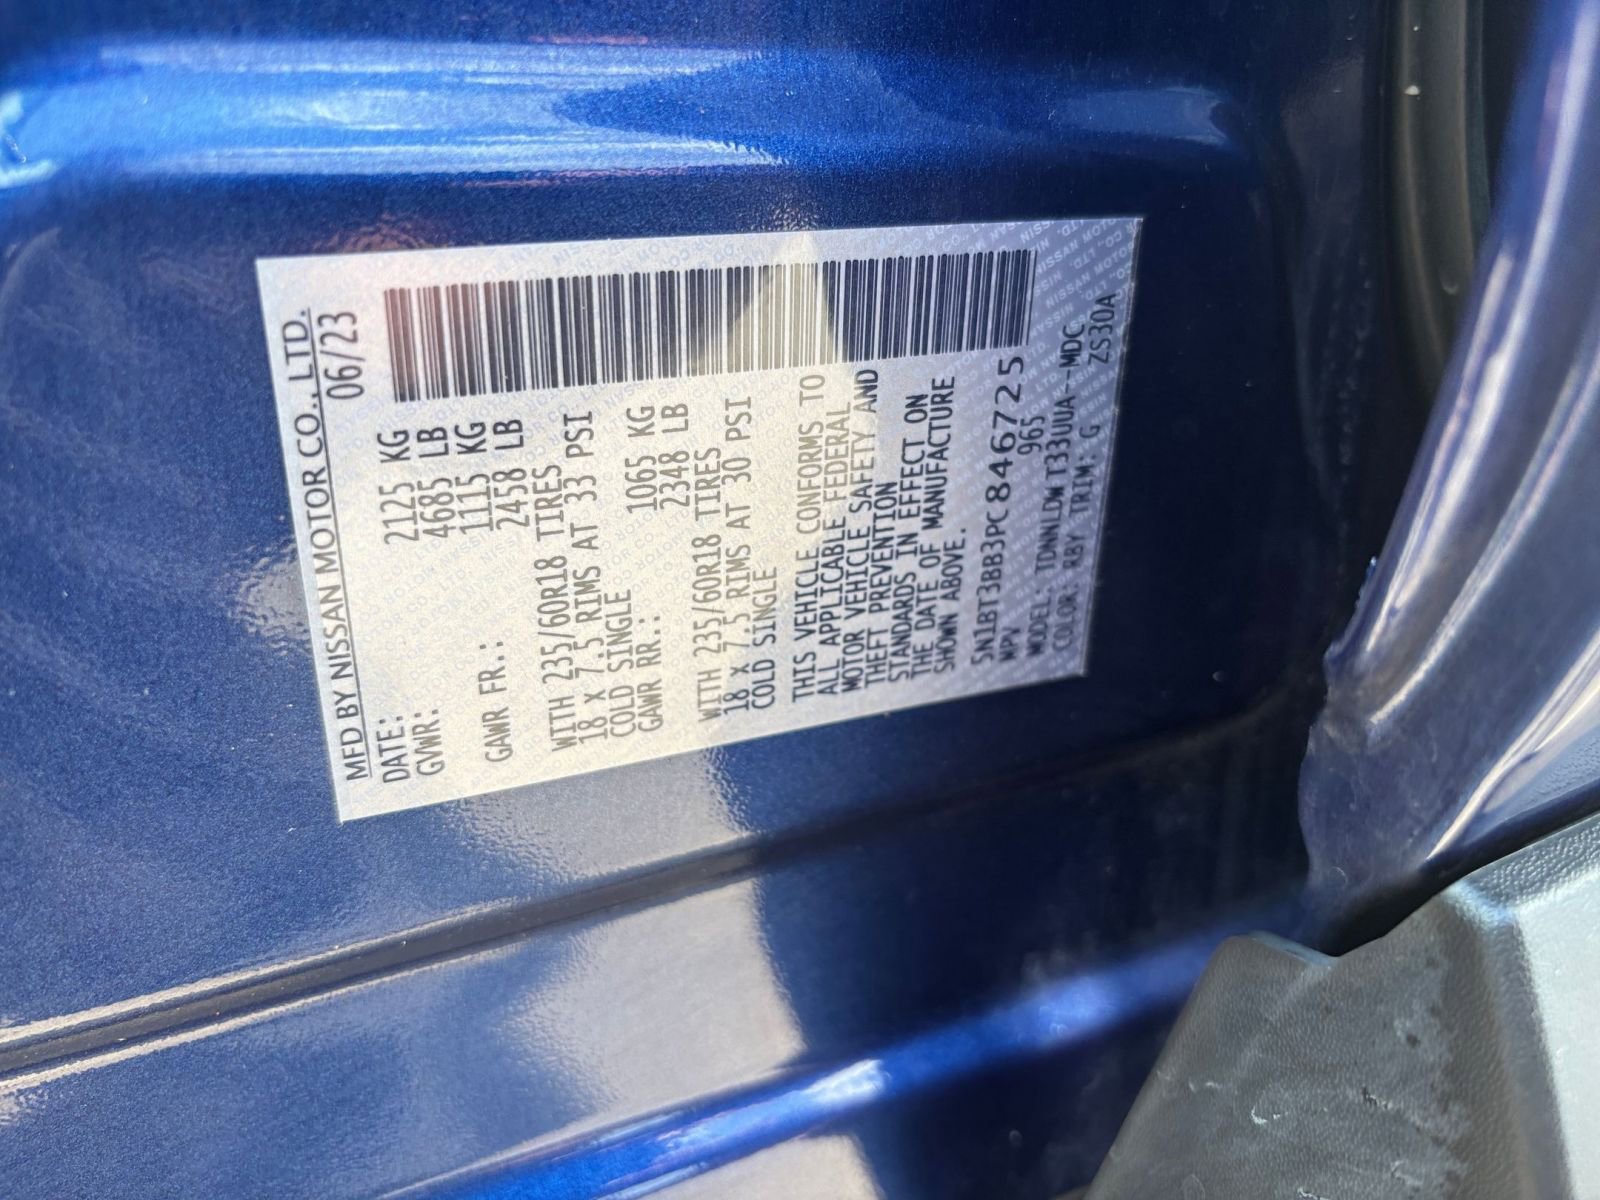 MFD BY NISSAN MOTOR CO., LTD.
DATE: 06/23
GVWR: 2125 KG
4685 LB
GAWR FR.: 1115 KG
2458 LB
WITH 235/60R18 TIRES
18 x 7.5 RIMS AT 33 PSI
COLD SINGLE
GAWR RR.: 1065 KG
2348 LB
WITH 235/60R18 TIRES
18 x 7.5 RIMS AT 30 PSI
COLD SINGLE
THIS VEHICLE CONFORMS TO
ALL APPLICABLE FEDERAL
MOTOR VEHICLE SAFETY AND
THEFT PREVENTION
STANDARDS IN EFFECT ON
THE DATE OF MANUFACTURE
SHOWN ABOVE.
5N1BT3BB3PC846725
MPV 965
MODEL: TDNNLDWT33UUA--MDC
COLOR: RBY TRIM: G ZS30A